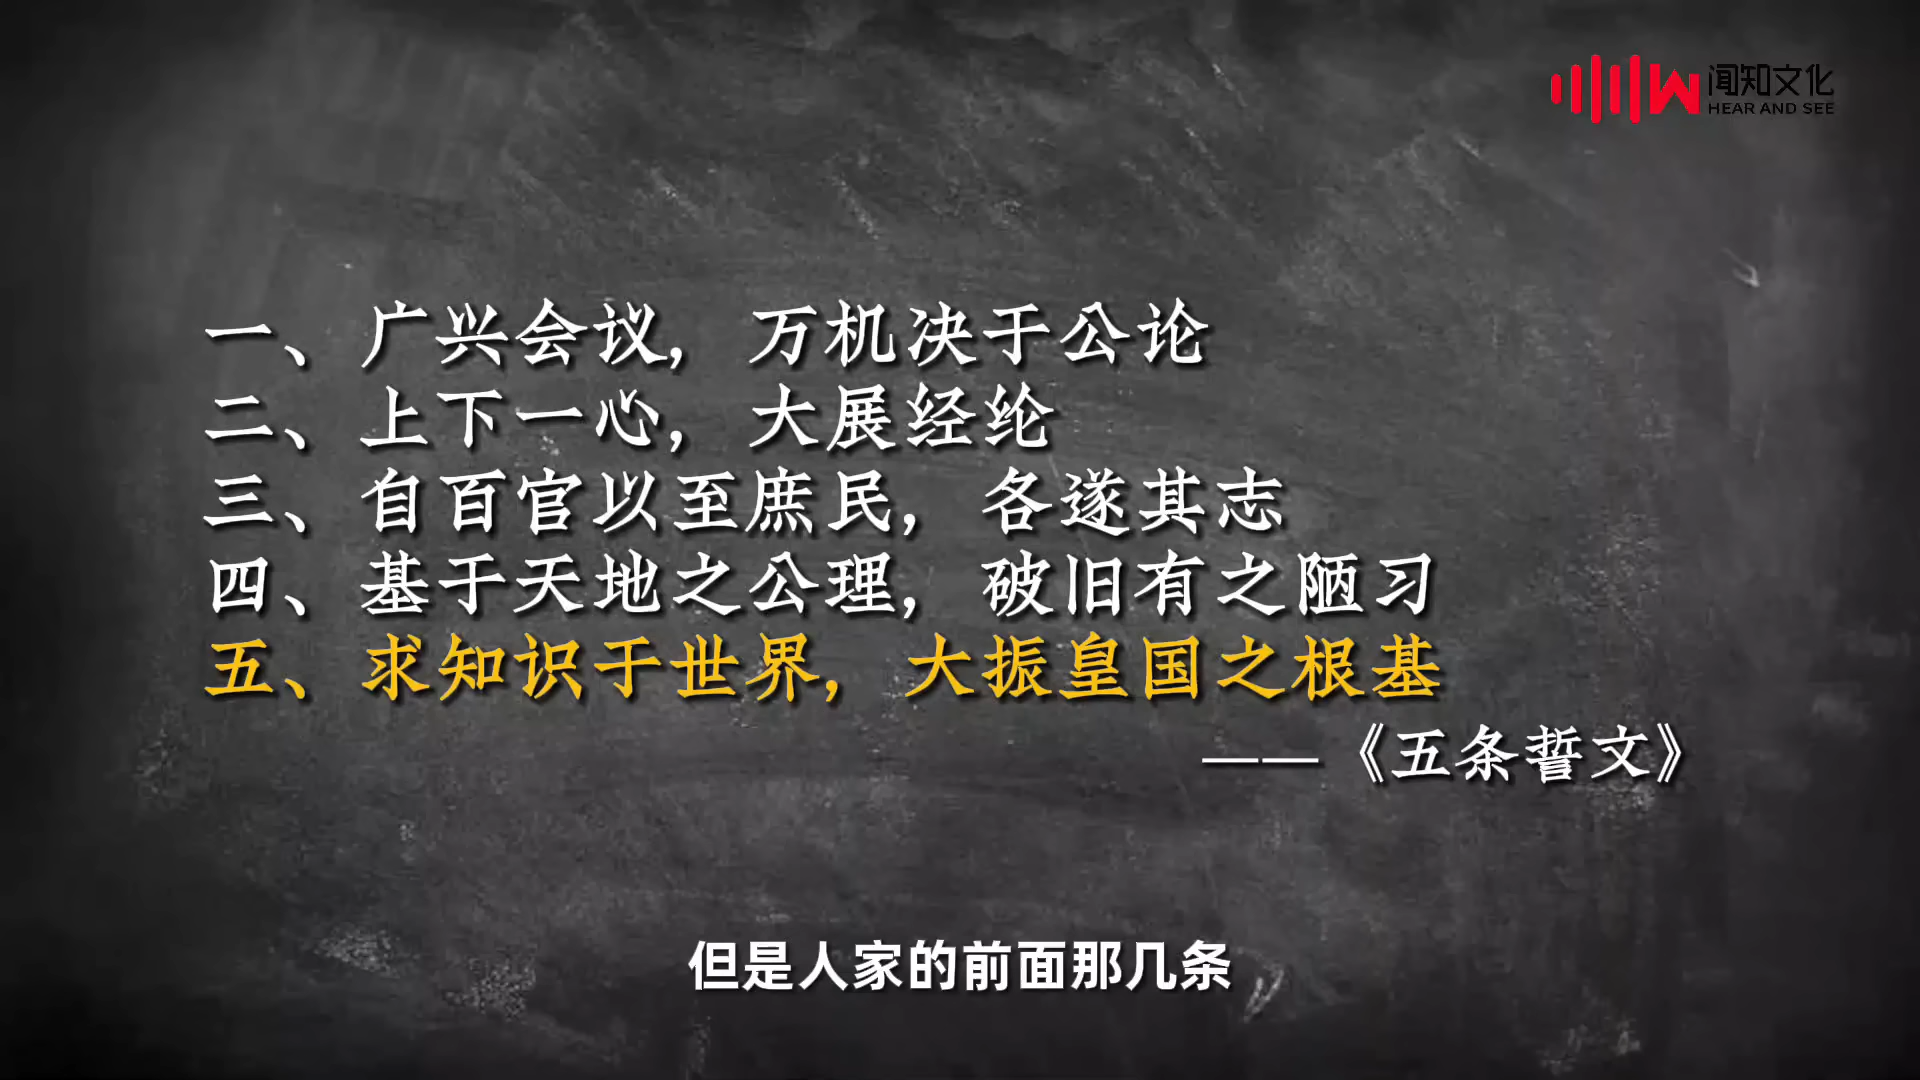 闻知文化
HEAR AND SEE
一、广兴会议，万机决于公论
二、上下一心，大展经纶
三、自百官以至庶民，各遂其志
四、基于天地之公理，破旧有之陋习
五、求知识于世界，大振皇国之根基
——《五条誓文》
但是人家的前面那几条